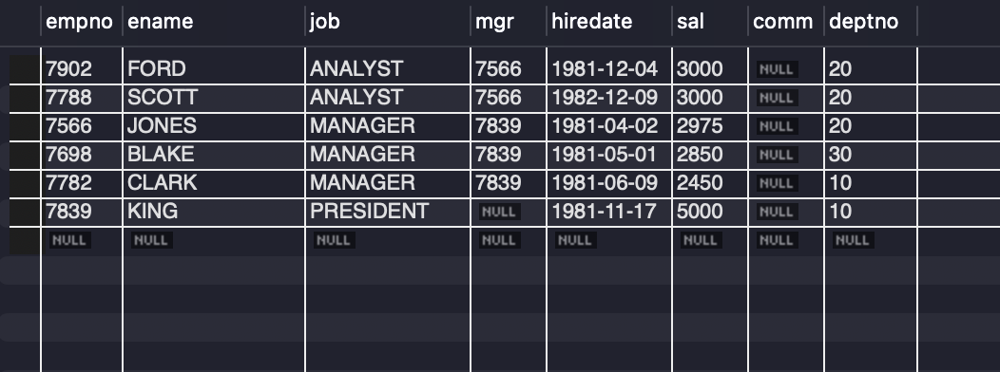 empno ename job mgr hiredate sal comm deptno
7902 FORD ANALYST 7566 1981-12-04 3000 NULL 20
7788 SCOTT ANALYST 7566 1982-12-09 3000 NULL 20
7566 JONES MANAGER 7839 1981-04-02 2975 NULL 20
7698 BLAKE MANAGER 7839 1981-05-01 2850 NULL 30
7782 CLARK MANAGER 7839 1981-06-09 2450 NULL 10
7839 KING PRESIDENT NULL 1981-11-17 5000 NULL 10
NULL NULL NULL NULL NULL NULL NULL NULL